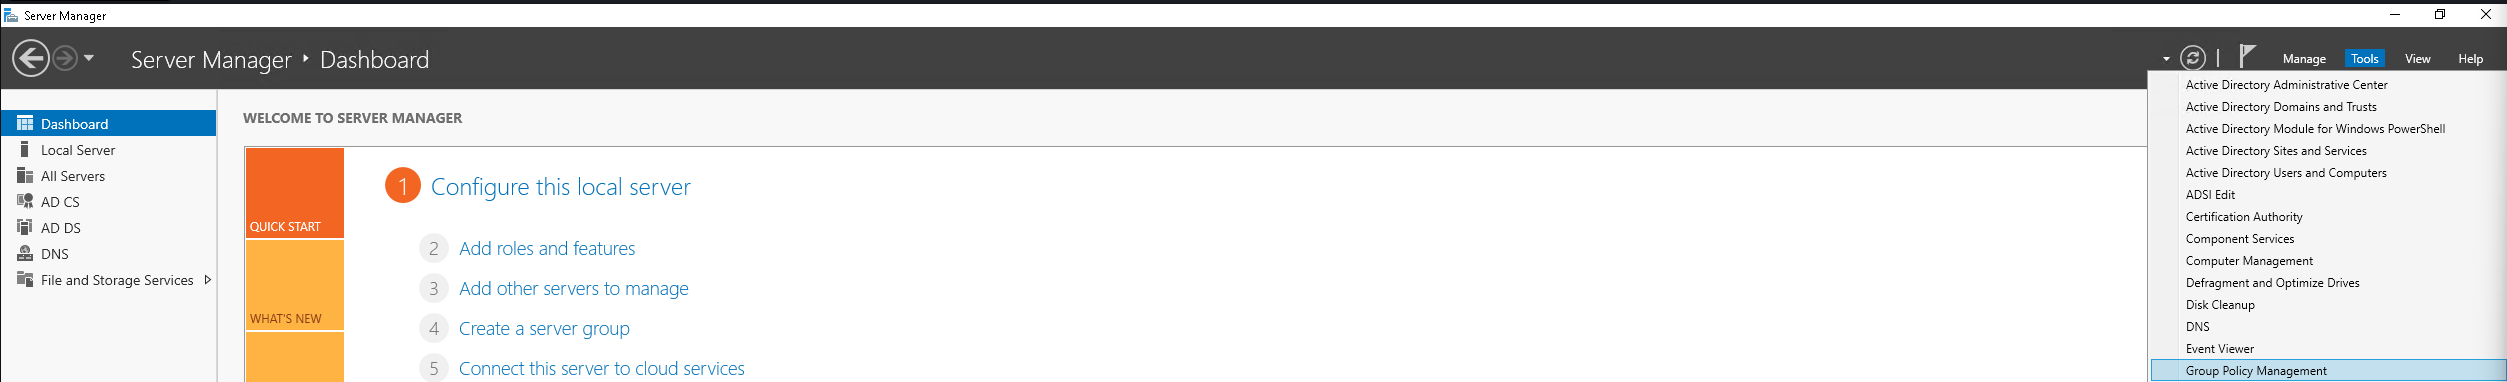 Server Manager
Server Manager ‣ Dashboard
Manage Tools View Help
Dashboard
Local Server
All Servers
AD CS
AD DS
DNS
File and Storage Services
WELCOME TO SERVER MANAGER
QUICK START
WHAT'S NEW
1 Configure this local server
2 Add roles and features
3 Add other servers to manage
4 Create a server group
5 Connect this server to cloud services
Active Directory Administrative Center
Active Directory Domains and Trusts
Active Directory Module for Windows PowerShell
Active Directory Sites and Services
Active Directory Users and Computers
ADSI Edit
Certification Authority
Component Services
Computer Management
Defragment and Optimize Drives
Disk Cleanup
DNS
Event Viewer
Group Policy Management